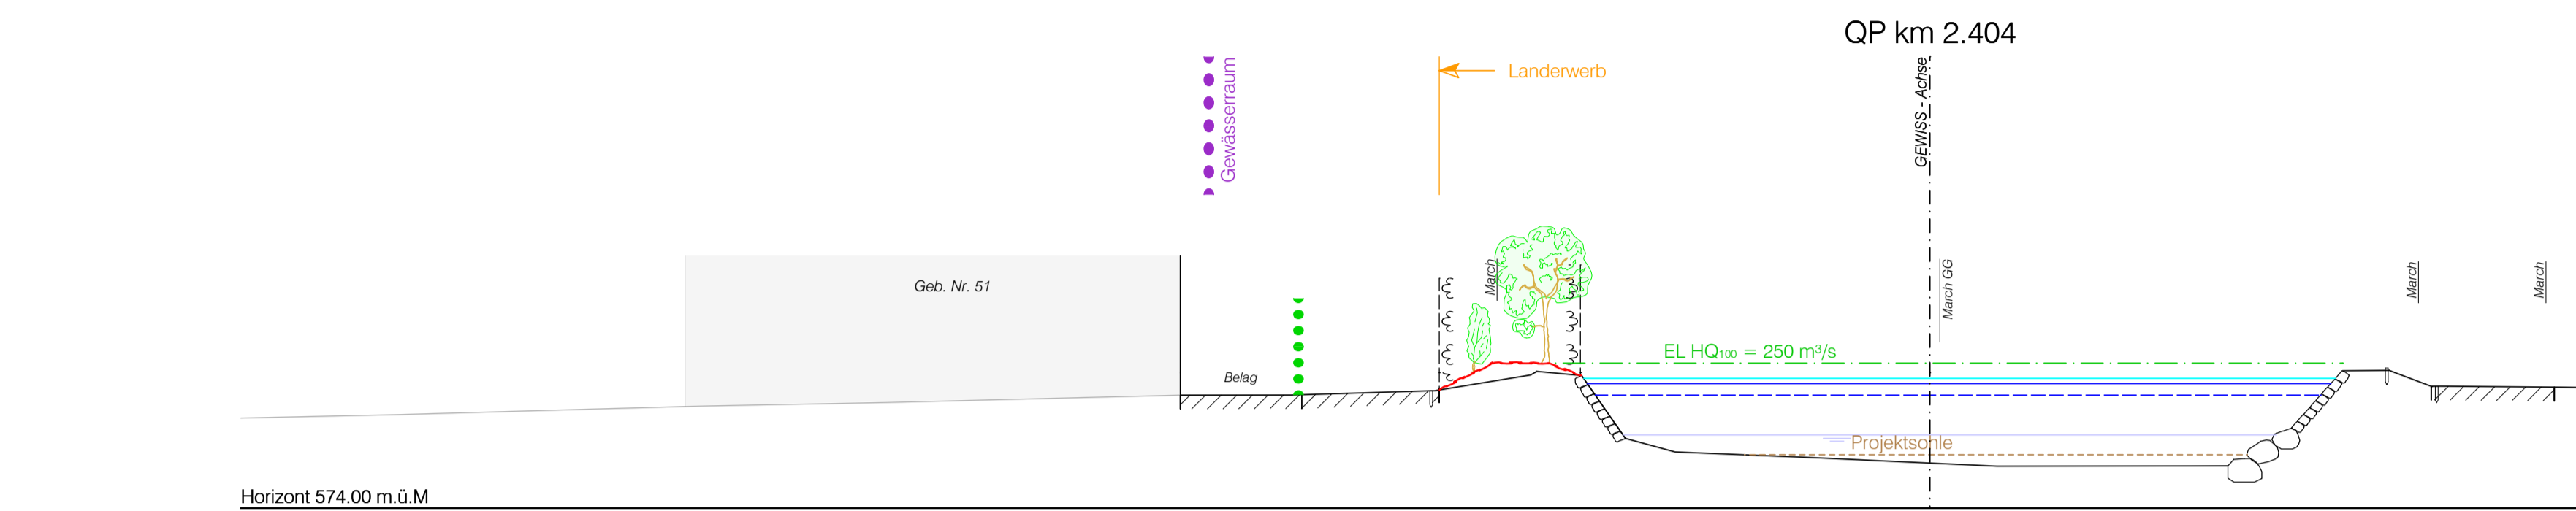 QP km 2.404
Gewässerraum
Landerwerb
GEWISS - Achse
Geb. Nr. 51
March
March GG
March
March
EL HQ₁₀₀ = 250 m³/s
Belag
Projektsohle
Horizont 574.00 m.ü.M